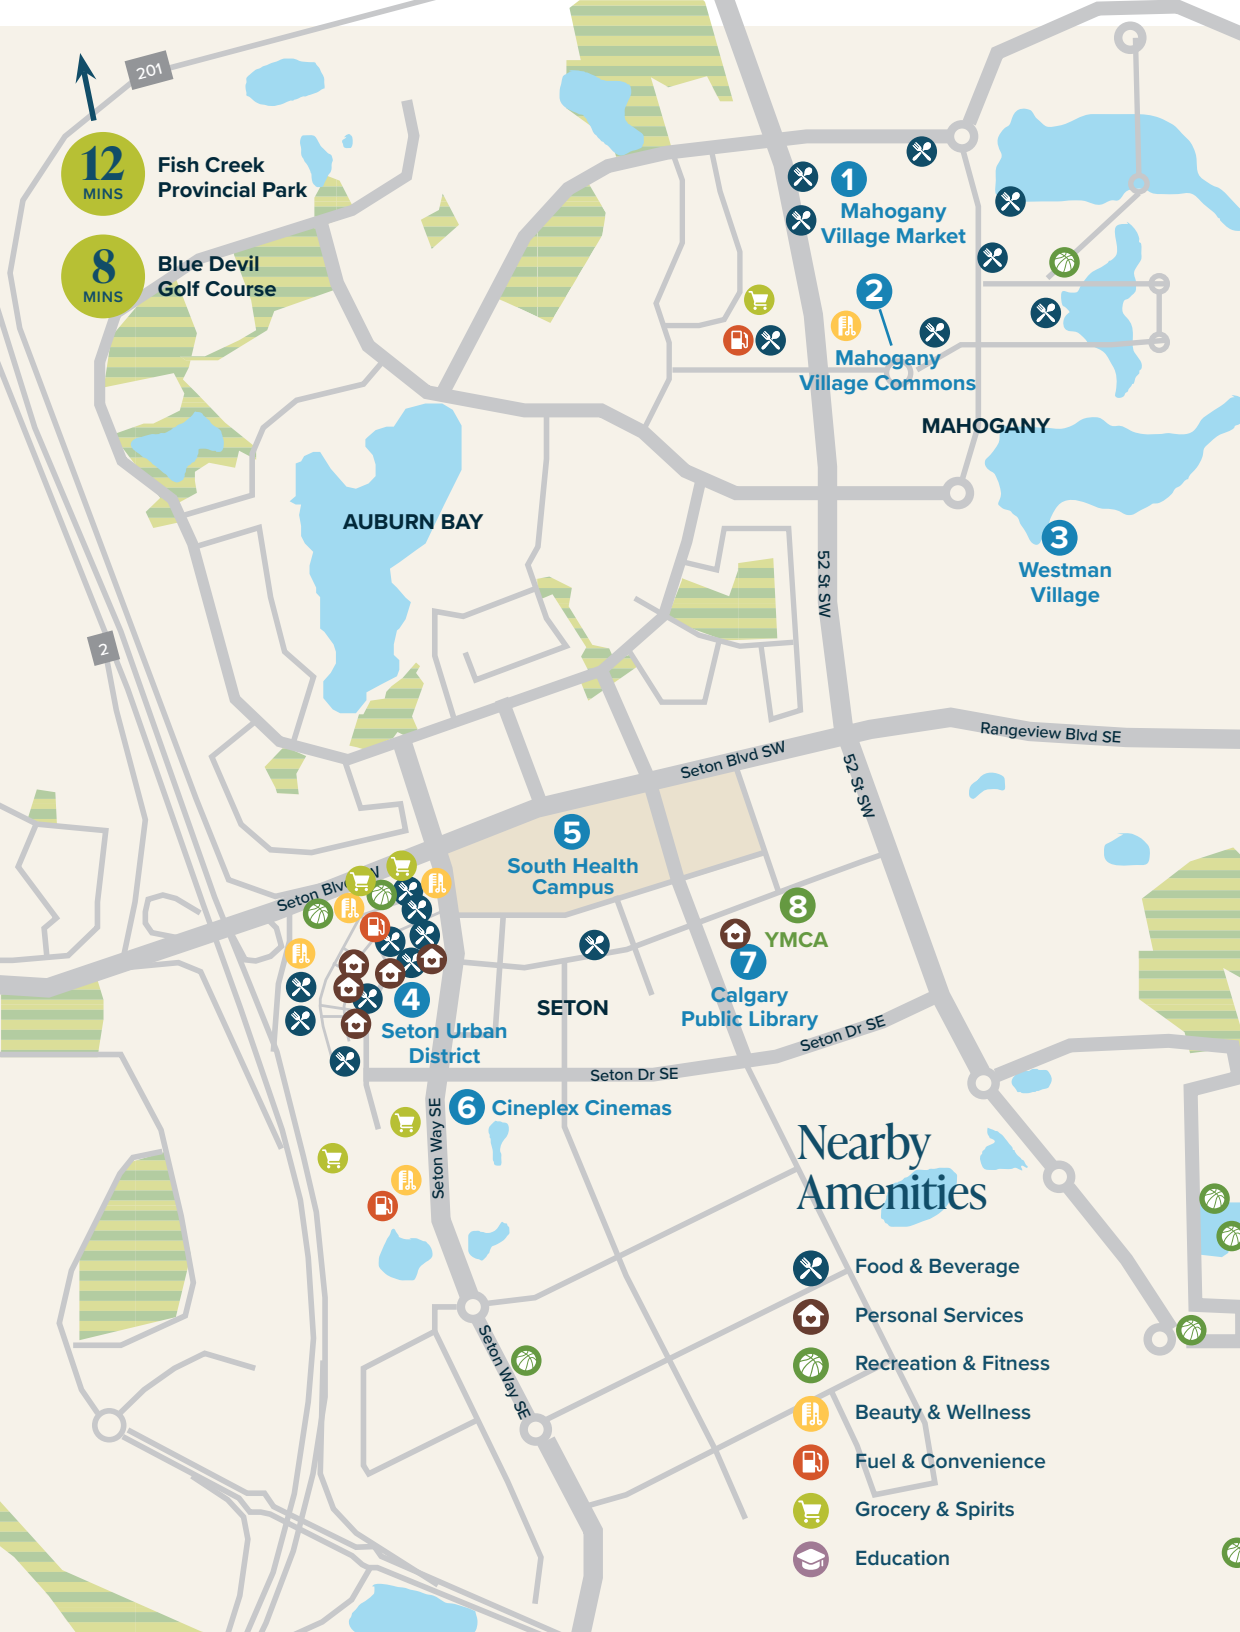 201
12
MINS
Fish Creek
Provincial Park
8
MINS
Blue Devil
Golf Course
1
Mahogany
Village Market
2
Mahogany
Village Commons
MAHOGANY
AUBURN BAY
3
Westman
Village
52 St SW
2
Rangeview Blvd SE
Seton Blvd SW
52 St SW
5
South Health
Campus
Seton Blvd SW
8
YMCA
7
Calgary
Public Library
4
Seton Urban
District
SETON
Seton Dr SE
Seton Dr SE
6 Cineplex Cinemas
Seton Way SE
Seton Way SE
Nearby
Amenities
Food & Beverage
Personal Services
Recreation & Fitness
Beauty & Wellness
Fuel & Convenience
Grocery & Spirits
Education